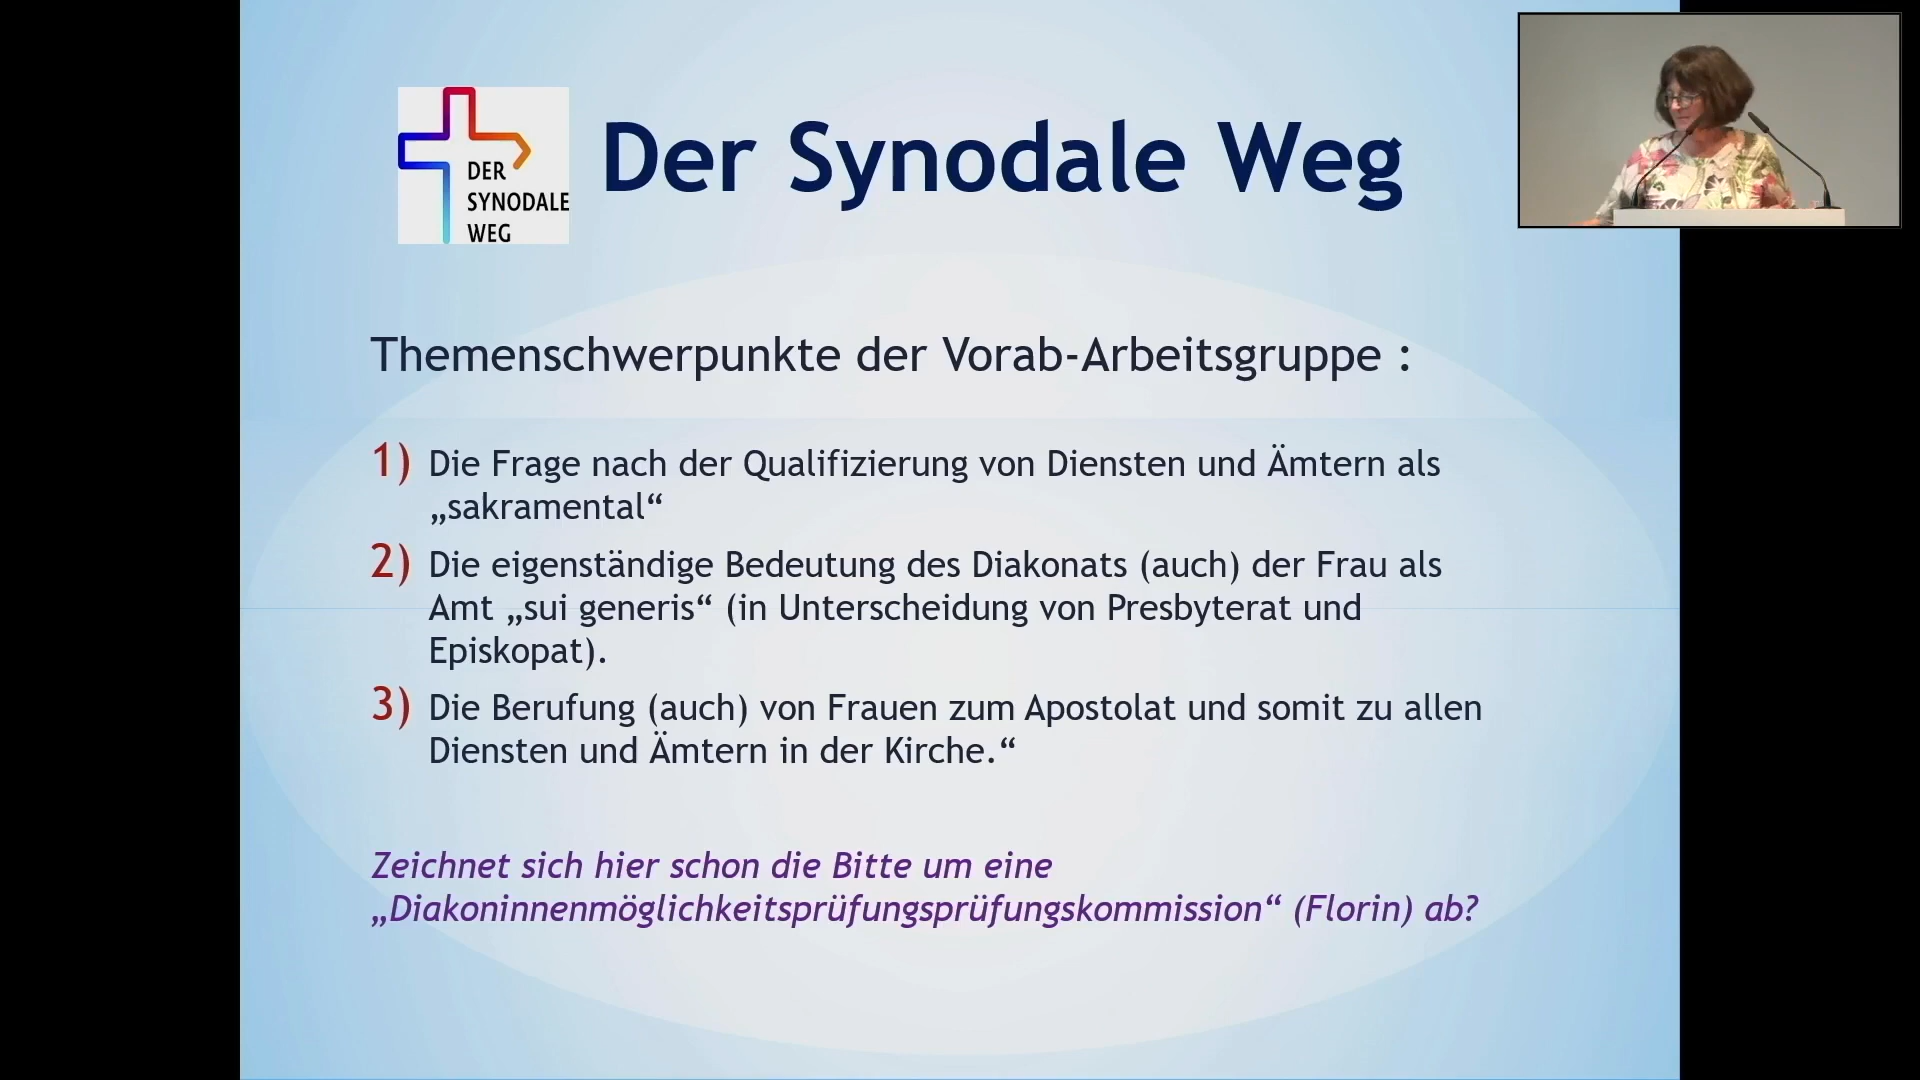 DER
SYNODALE
WEG
Der Synodale Weg
Themenschwerpunkte der Vorab-Arbeitsgruppe :
1) Die Frage nach der Qualifizierung von Diensten und Ämtern als
„sakramental“
2) Die eigenständige Bedeutung des Diakonats (auch) der Frau als
Amt „sui generis“ (in Unterscheidung von Presbyterat und
Episkopat).
3) Die Berufung (auch) von Frauen zum Apostolat und somit zu allen
Diensten und Ämtern in der Kirche.“
Zeichnet sich hier schon die Bitte um eine
„Diakoninnenmöglichkeitsprüfungsprüfungskommission“ (Florin) ab?